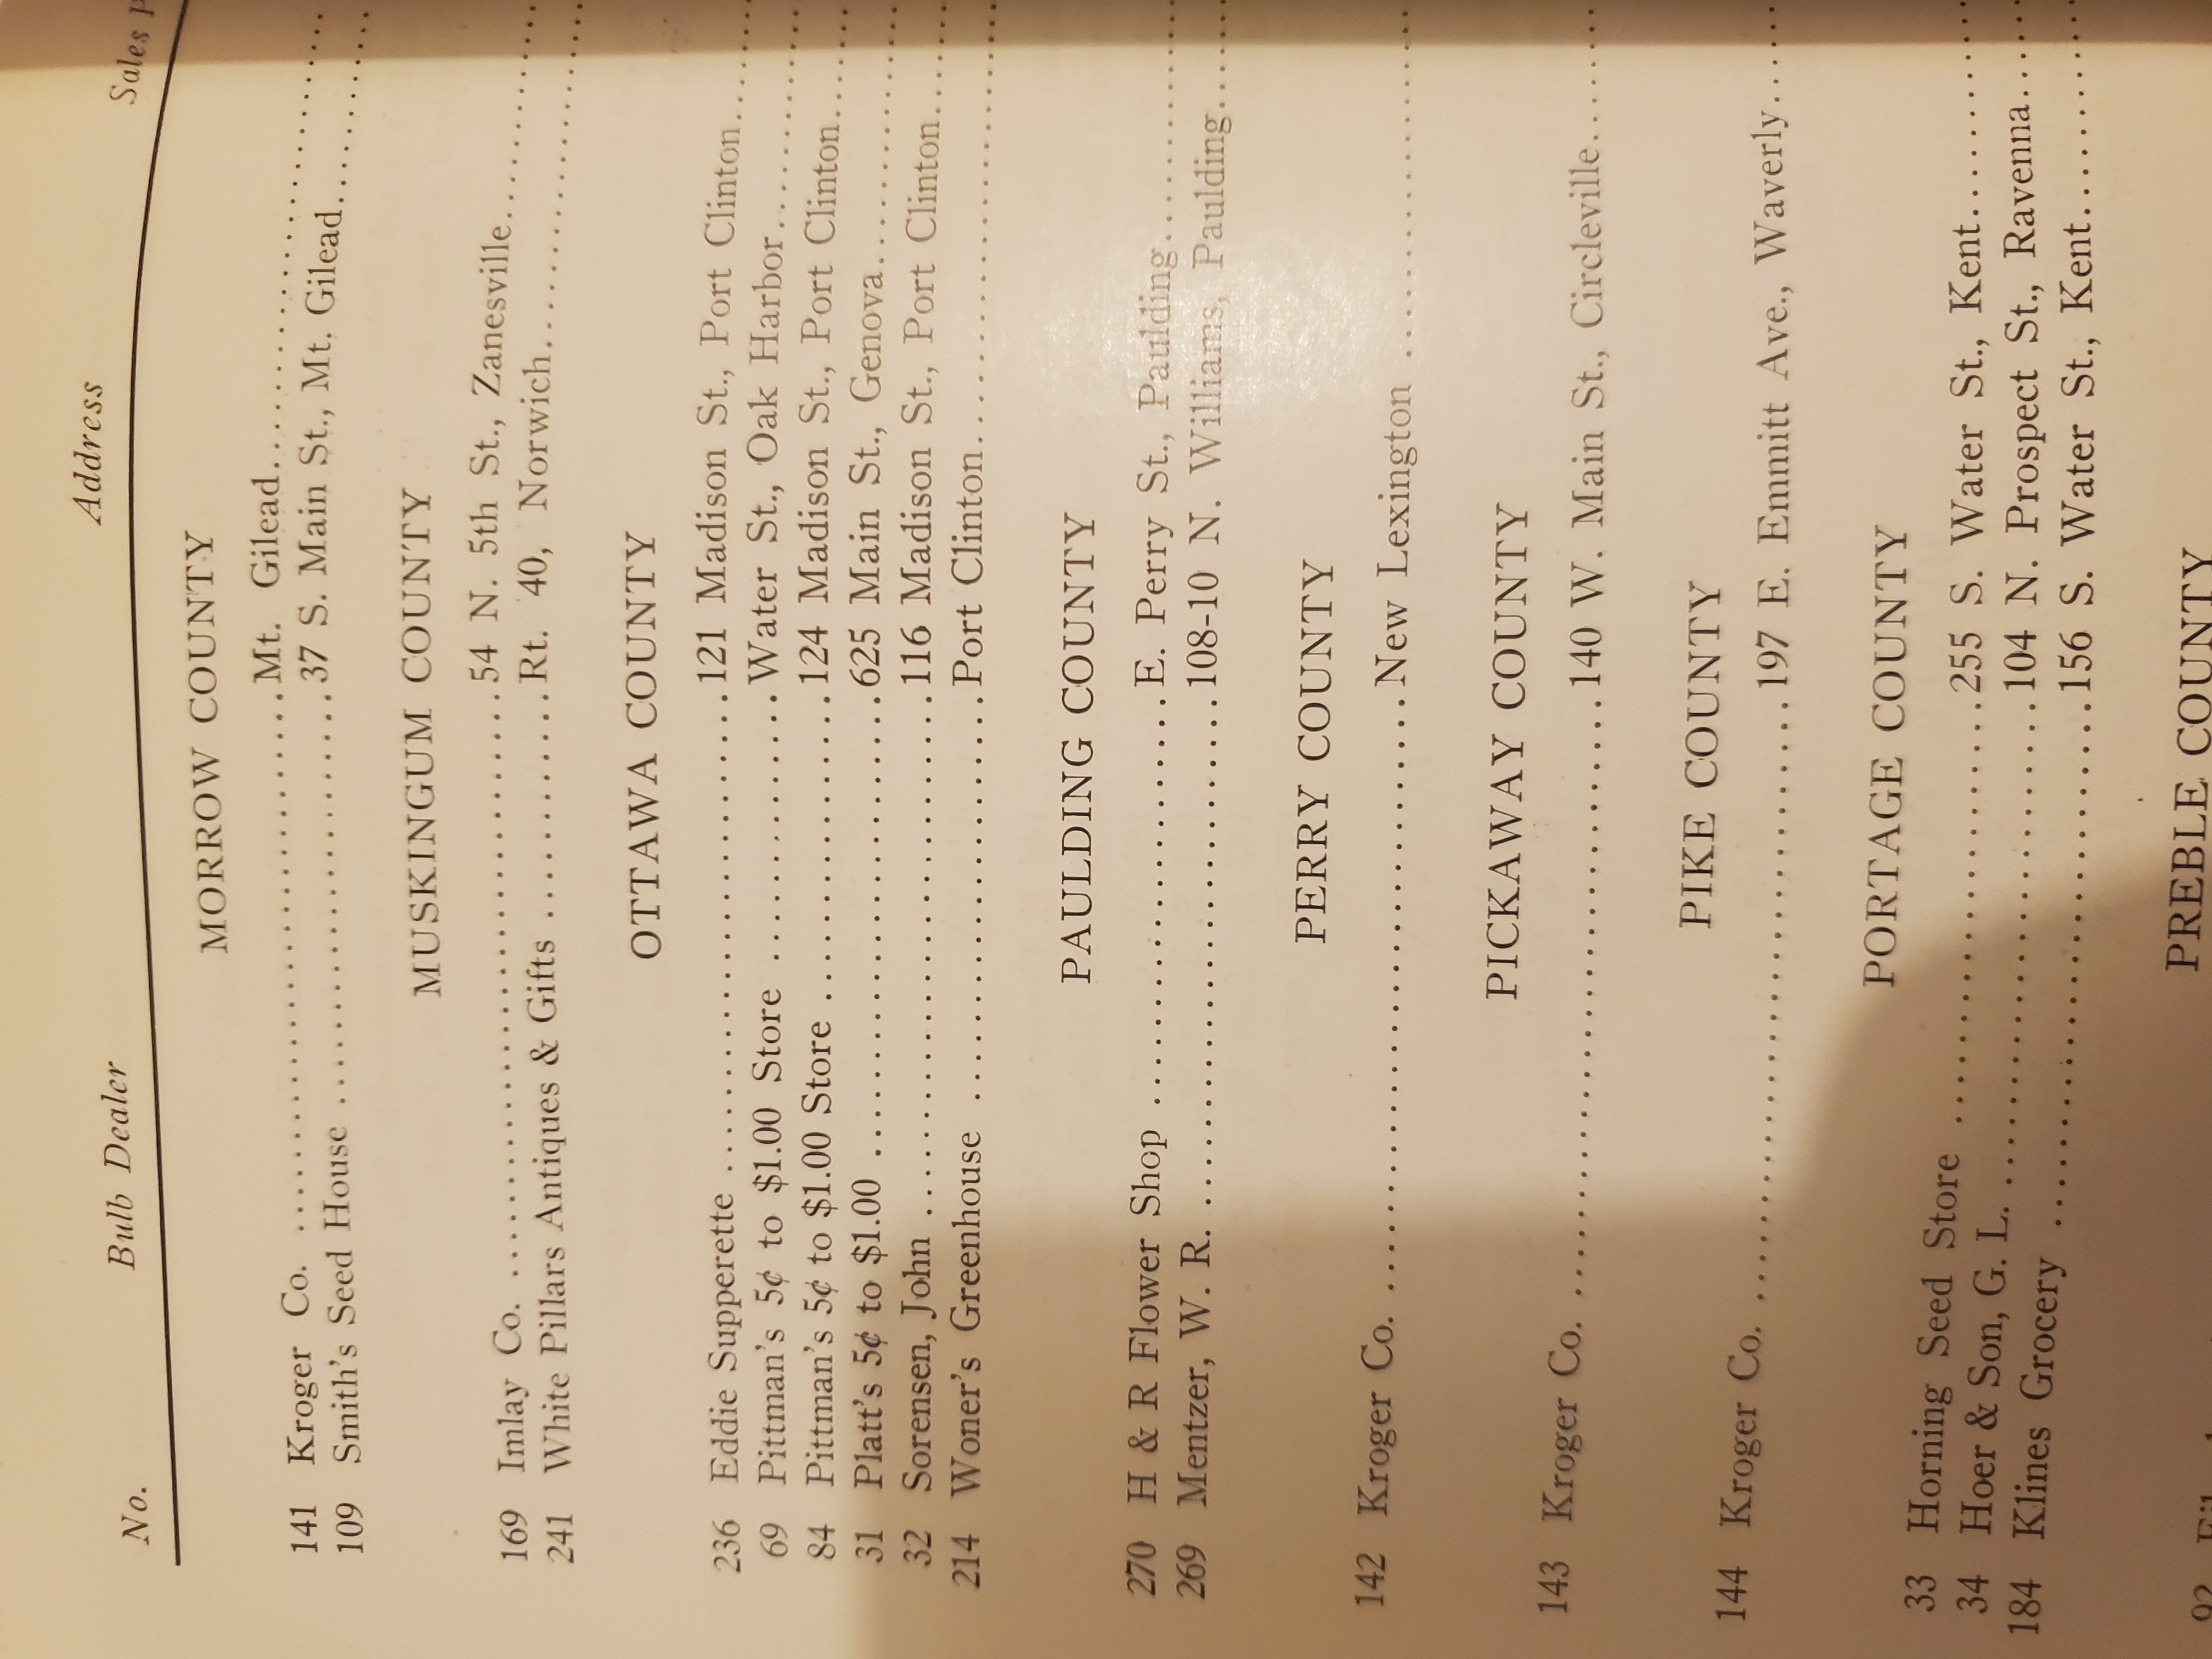 No. Bulb Dealer Address Sales
MORROW COUNTY
141 Kroger Co. ........................................Mt. Gilead....................
109 Smith's Seed House ..............................37 S. Main St., Mt. Gilead..........
MUSKINGUM COUNTY
169 Imlay Co. ........................................54 N. 5th St., Zanesville...........
241 White Pillars Antiques & Gifts ..............Rt. 40, Norwich....................
OTTAWA COUNTY
236 Eddie Supperette ................................121 Madison St., Port Clinton......
69 Pittman's 5¢ to $1.00 Store ..................Water St., Oak Harbor............
84 Pittman's 5¢ to $1.00 Store ....................124 Madison St., Port Clinton......
31 Platt's 5¢ to $1.00 ..............................625 Main St., Genova..............
32 Sorensen, John ..................................116 Madison St., Port Clinton......
214 Woner's Greenhouse ..........................Port Clinton......................
PAULDING COUNTY
270 H & R Flower Shop ............................E. Perry St., Paulding............
269 Mentzer, W. R. ..................................108-10 N. Williams, Paulding......
PERRY COUNTY
142 Kroger Co. ......................................New Lexington ....................
PICKAWAY COUNTY
143 Kroger Co. ......................................140 W. Main St., Circleville........
PIKE COUNTY
144 Kroger Co. ......................................197 E. Emmitt Ave., Waverly......
PORTAGE COUNTY
33 Horning Seed Store ............................255 S. Water St., Kent............
34 Hoer & Son, G. L. ..............................104 N. Prospect St., Ravenna......
184 Klines Grocery ..................................156 S. Water St., Kent............
PREBLE COUNTY
92